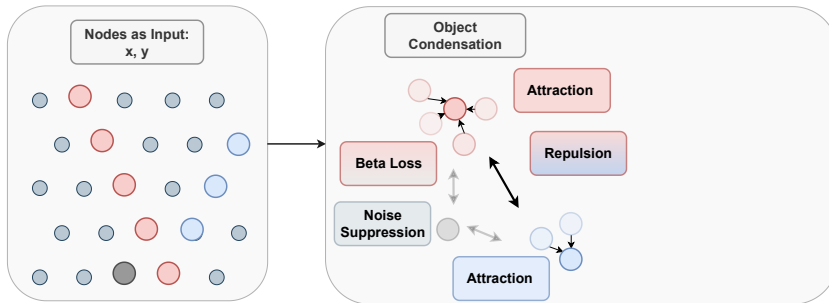 Nodes as Input:
x, y
Object
Condensation
Attraction
Beta Loss
Repulsion
Noise
Suppression
Attraction